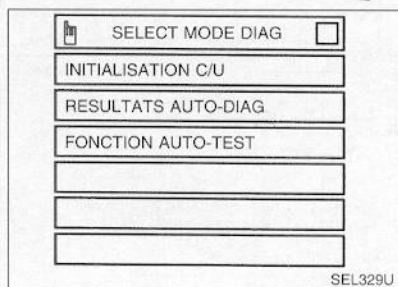 SELECT MODE DIAG
INITIALISATION C/U
RESULTATS AUTO-DIAG
FONCTION AUTO-TEST
SEL329U